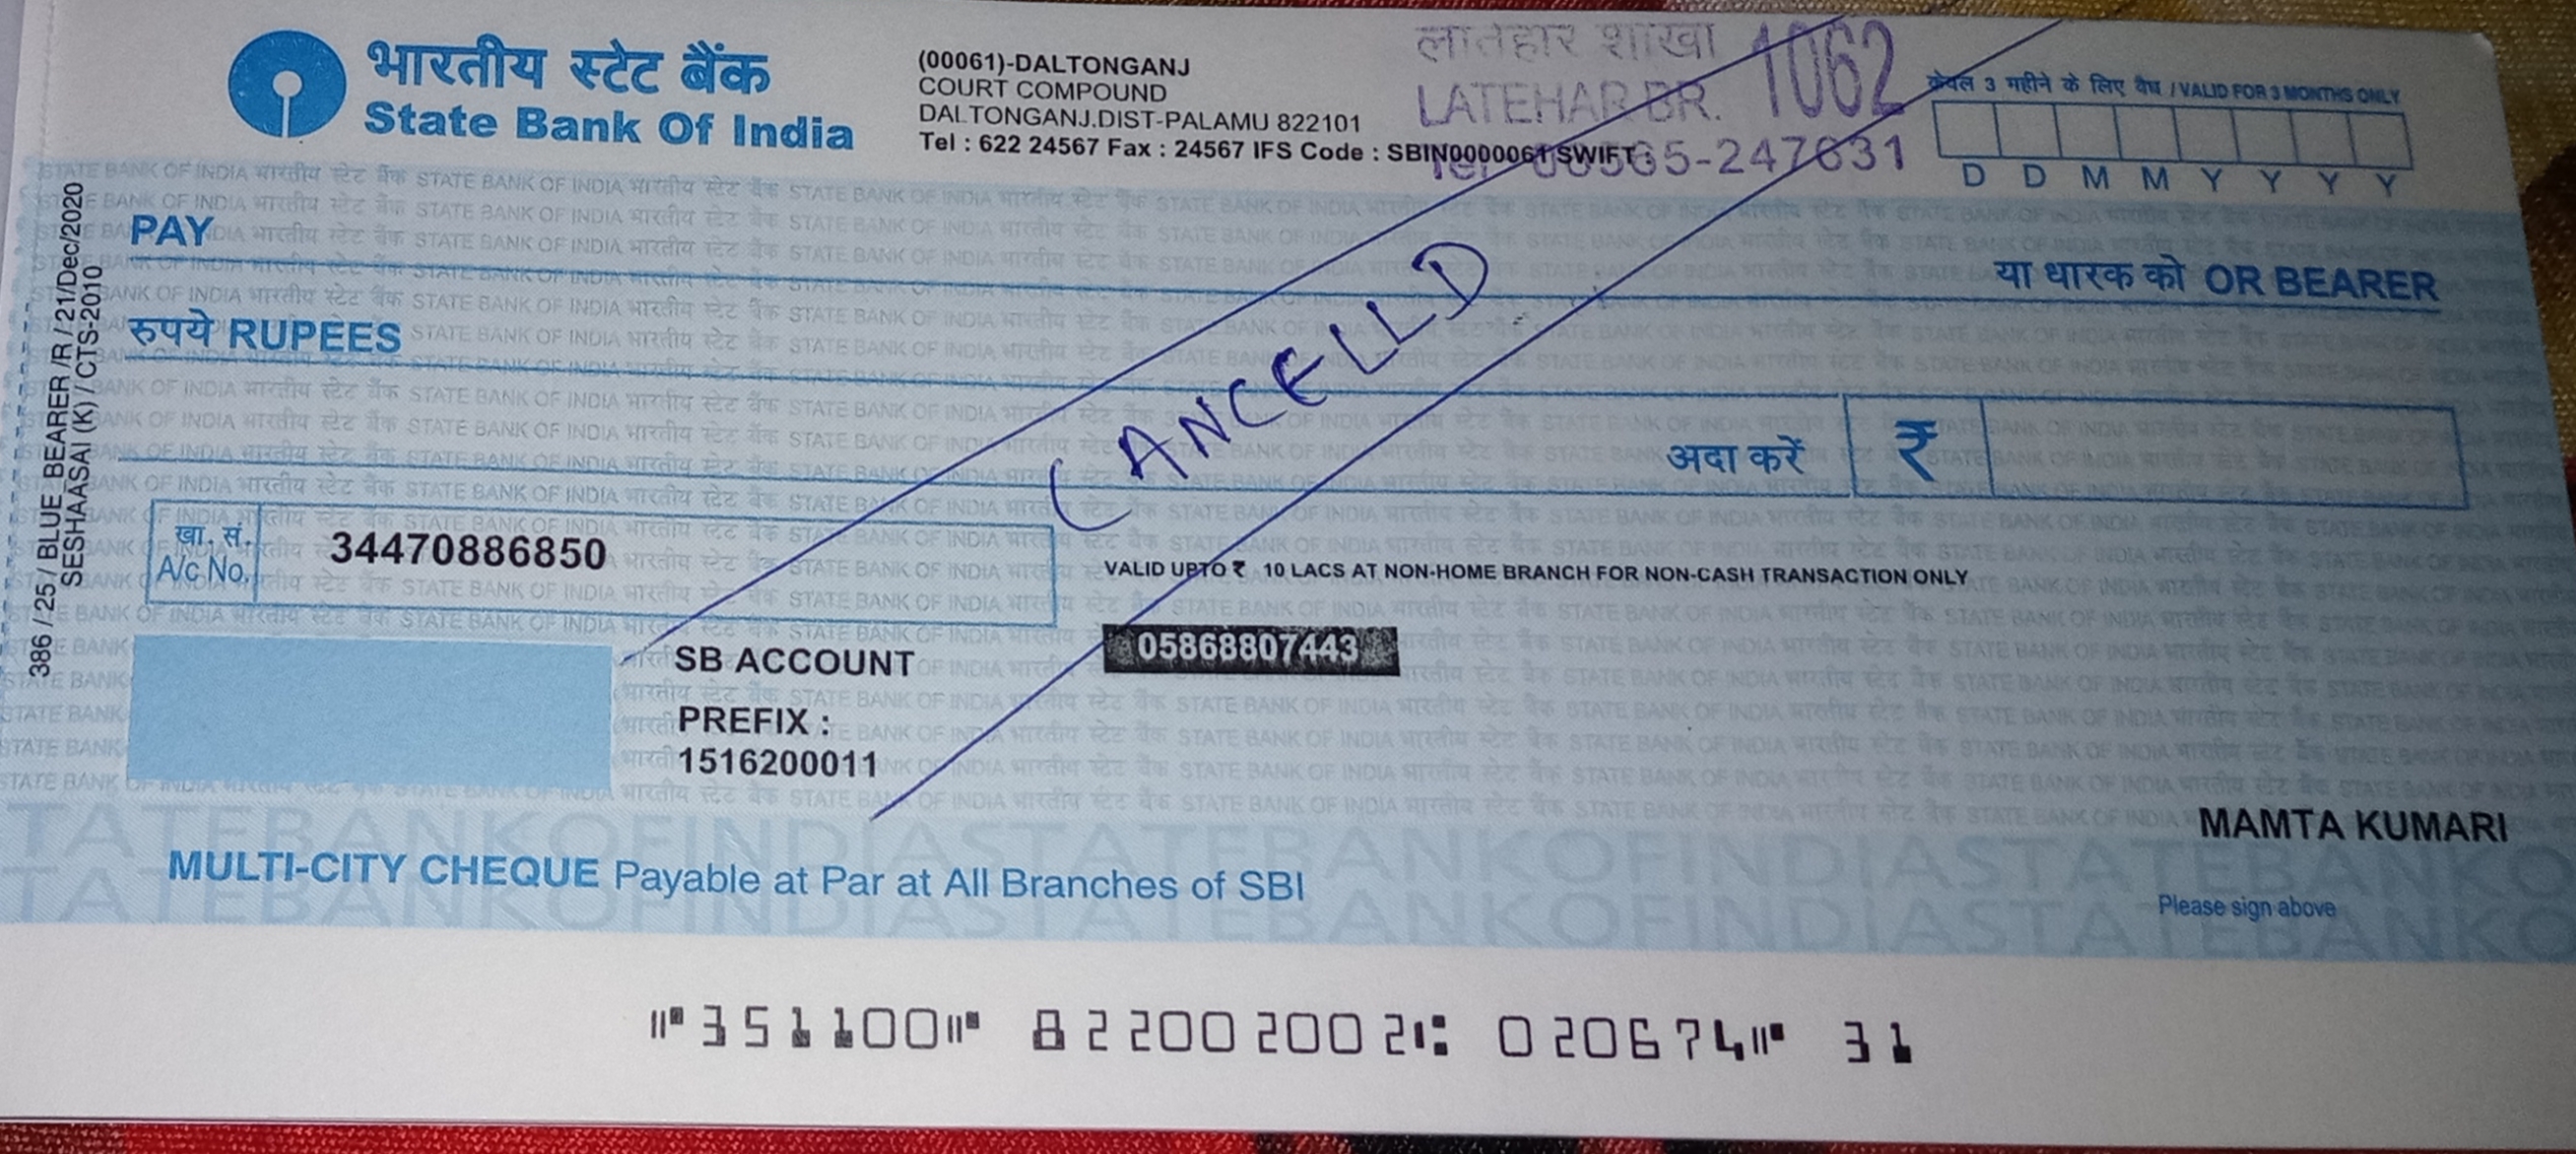 भारतीय स्टेट बैंक
State Bank Of India
(00061)-DALTONGANJ
COURT COMPOUND
DALTONGANJ.DIST-PALAMU 822101
Tel : 622 24567 Fax : 24567 IFS Code : SBIN0000061 SWIFT :
लातेहार शाखा
LATEHAR BR. 1062
Tel 06565-247631
केवल 3 महीने के लिए वैध / VALID FOR 3 MONTHS ONLY
D D M M Y Y Y Y
PAY
या धारक को OR BEARER
रुपये RUPEES
CANCELLD
अदा करें ₹
खा. सं.
A/c No.
34470886850
VALID UPTO ₹ 10 LACS AT NON-HOME BRANCH FOR NON-CASH TRANSACTION ONLY
05868807443
SB ACCOUNT
PREFIX :
1516200011
MAMTA KUMARI
MULTI-CITY CHEQUE Payable at Par at All Branches of SBI
Please sign above
⑈351100⑈ 822002002⑆ 020674⑈ 31
386 / 25 / BLUE BEARER /R / 21/Dec/2020
SESHAASAI (K) / CTS-2010
STATE BANK OF INDIA भारतीय स्टेट बैंक